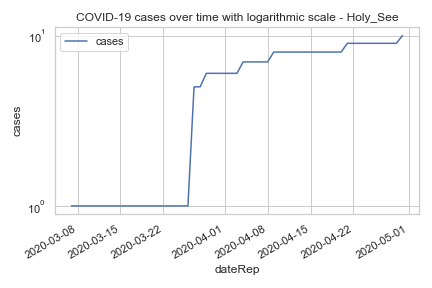 COVID-19 cases over time with logarithmic scale - Holy_See
cases
10¹
10⁰
cases
2020-03-08
2020-03-15
2020-03-22
2020-04-01
2020-04-08
2020-04-15
2020-04-22
2020-05-01
dateRep